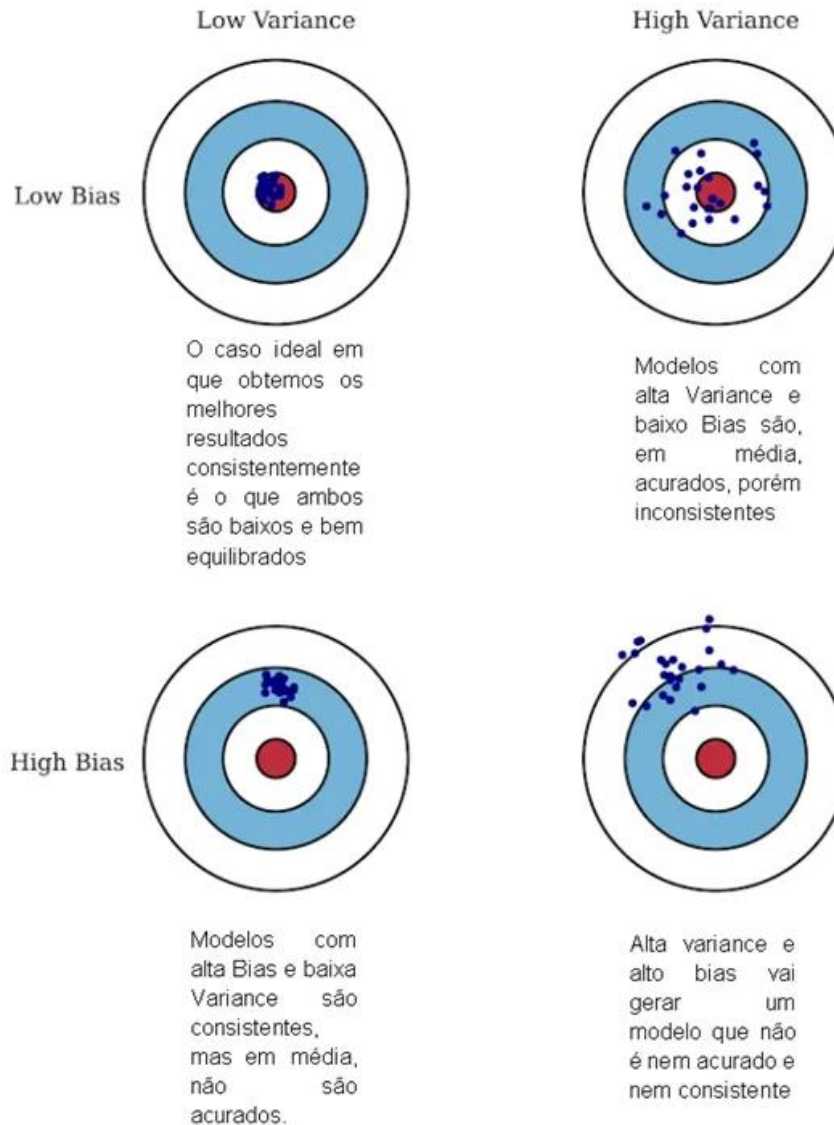 Low Variance
High Variance
Low Bias
O caso ideal em
que obtemos os
melhores
resultados
consistentemente
é o que ambos
são baixos e bem
equilibrados
Modelos com
alta Variance e
baixo Bias são,
em média,
acurados, porém
inconsistentes
High Bias
Modelos com
alta Bias e baixa
Variance são
consistentes,
mas em média,
não são
acurados.
Alta variance e
alto bias vai
gerar um
modelo que não
é nem acurado e
nem consistente